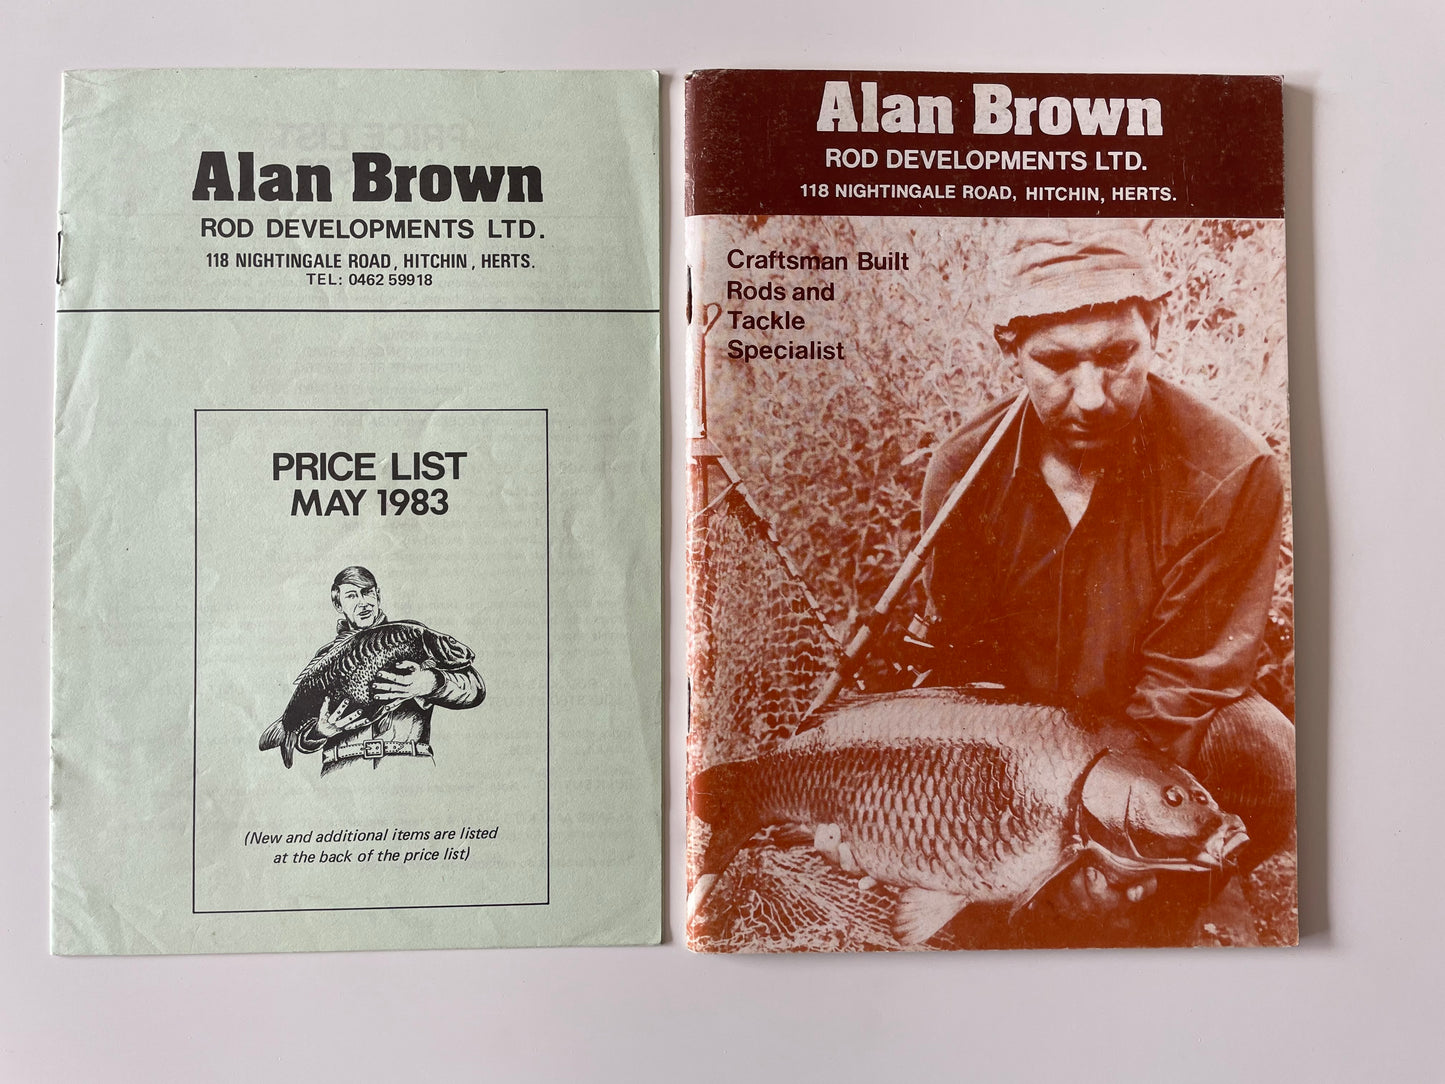 Alan Brown
ROD DEVELOPMENTS LTD.
118 NIGHTINGALE ROAD, HITCHIN, HERTS.
TEL: 0462 59918
PRICE LIST
MAY 1983
(New and additional items are listed
at the back of the price list)
Alan Brown
ROD DEVELOPMENTS LTD.
118 NIGHTINGALE ROAD, HITCHIN, HERTS.
Craftsman Built
Rods and
Tackle
Specialist